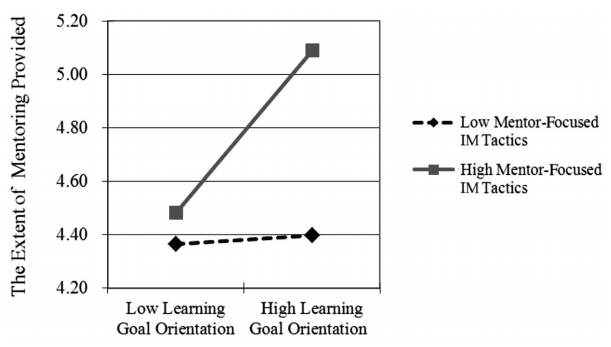 The Extent of Mentoring Provided
5.20
5.00
4.80
4.60
4.40
4.20
Low Learning
Goal Orientation
High Learning
Goal Orientation
Low Mentor-Focused
IM Tactics
High Mentor-Focused
IM Tactics